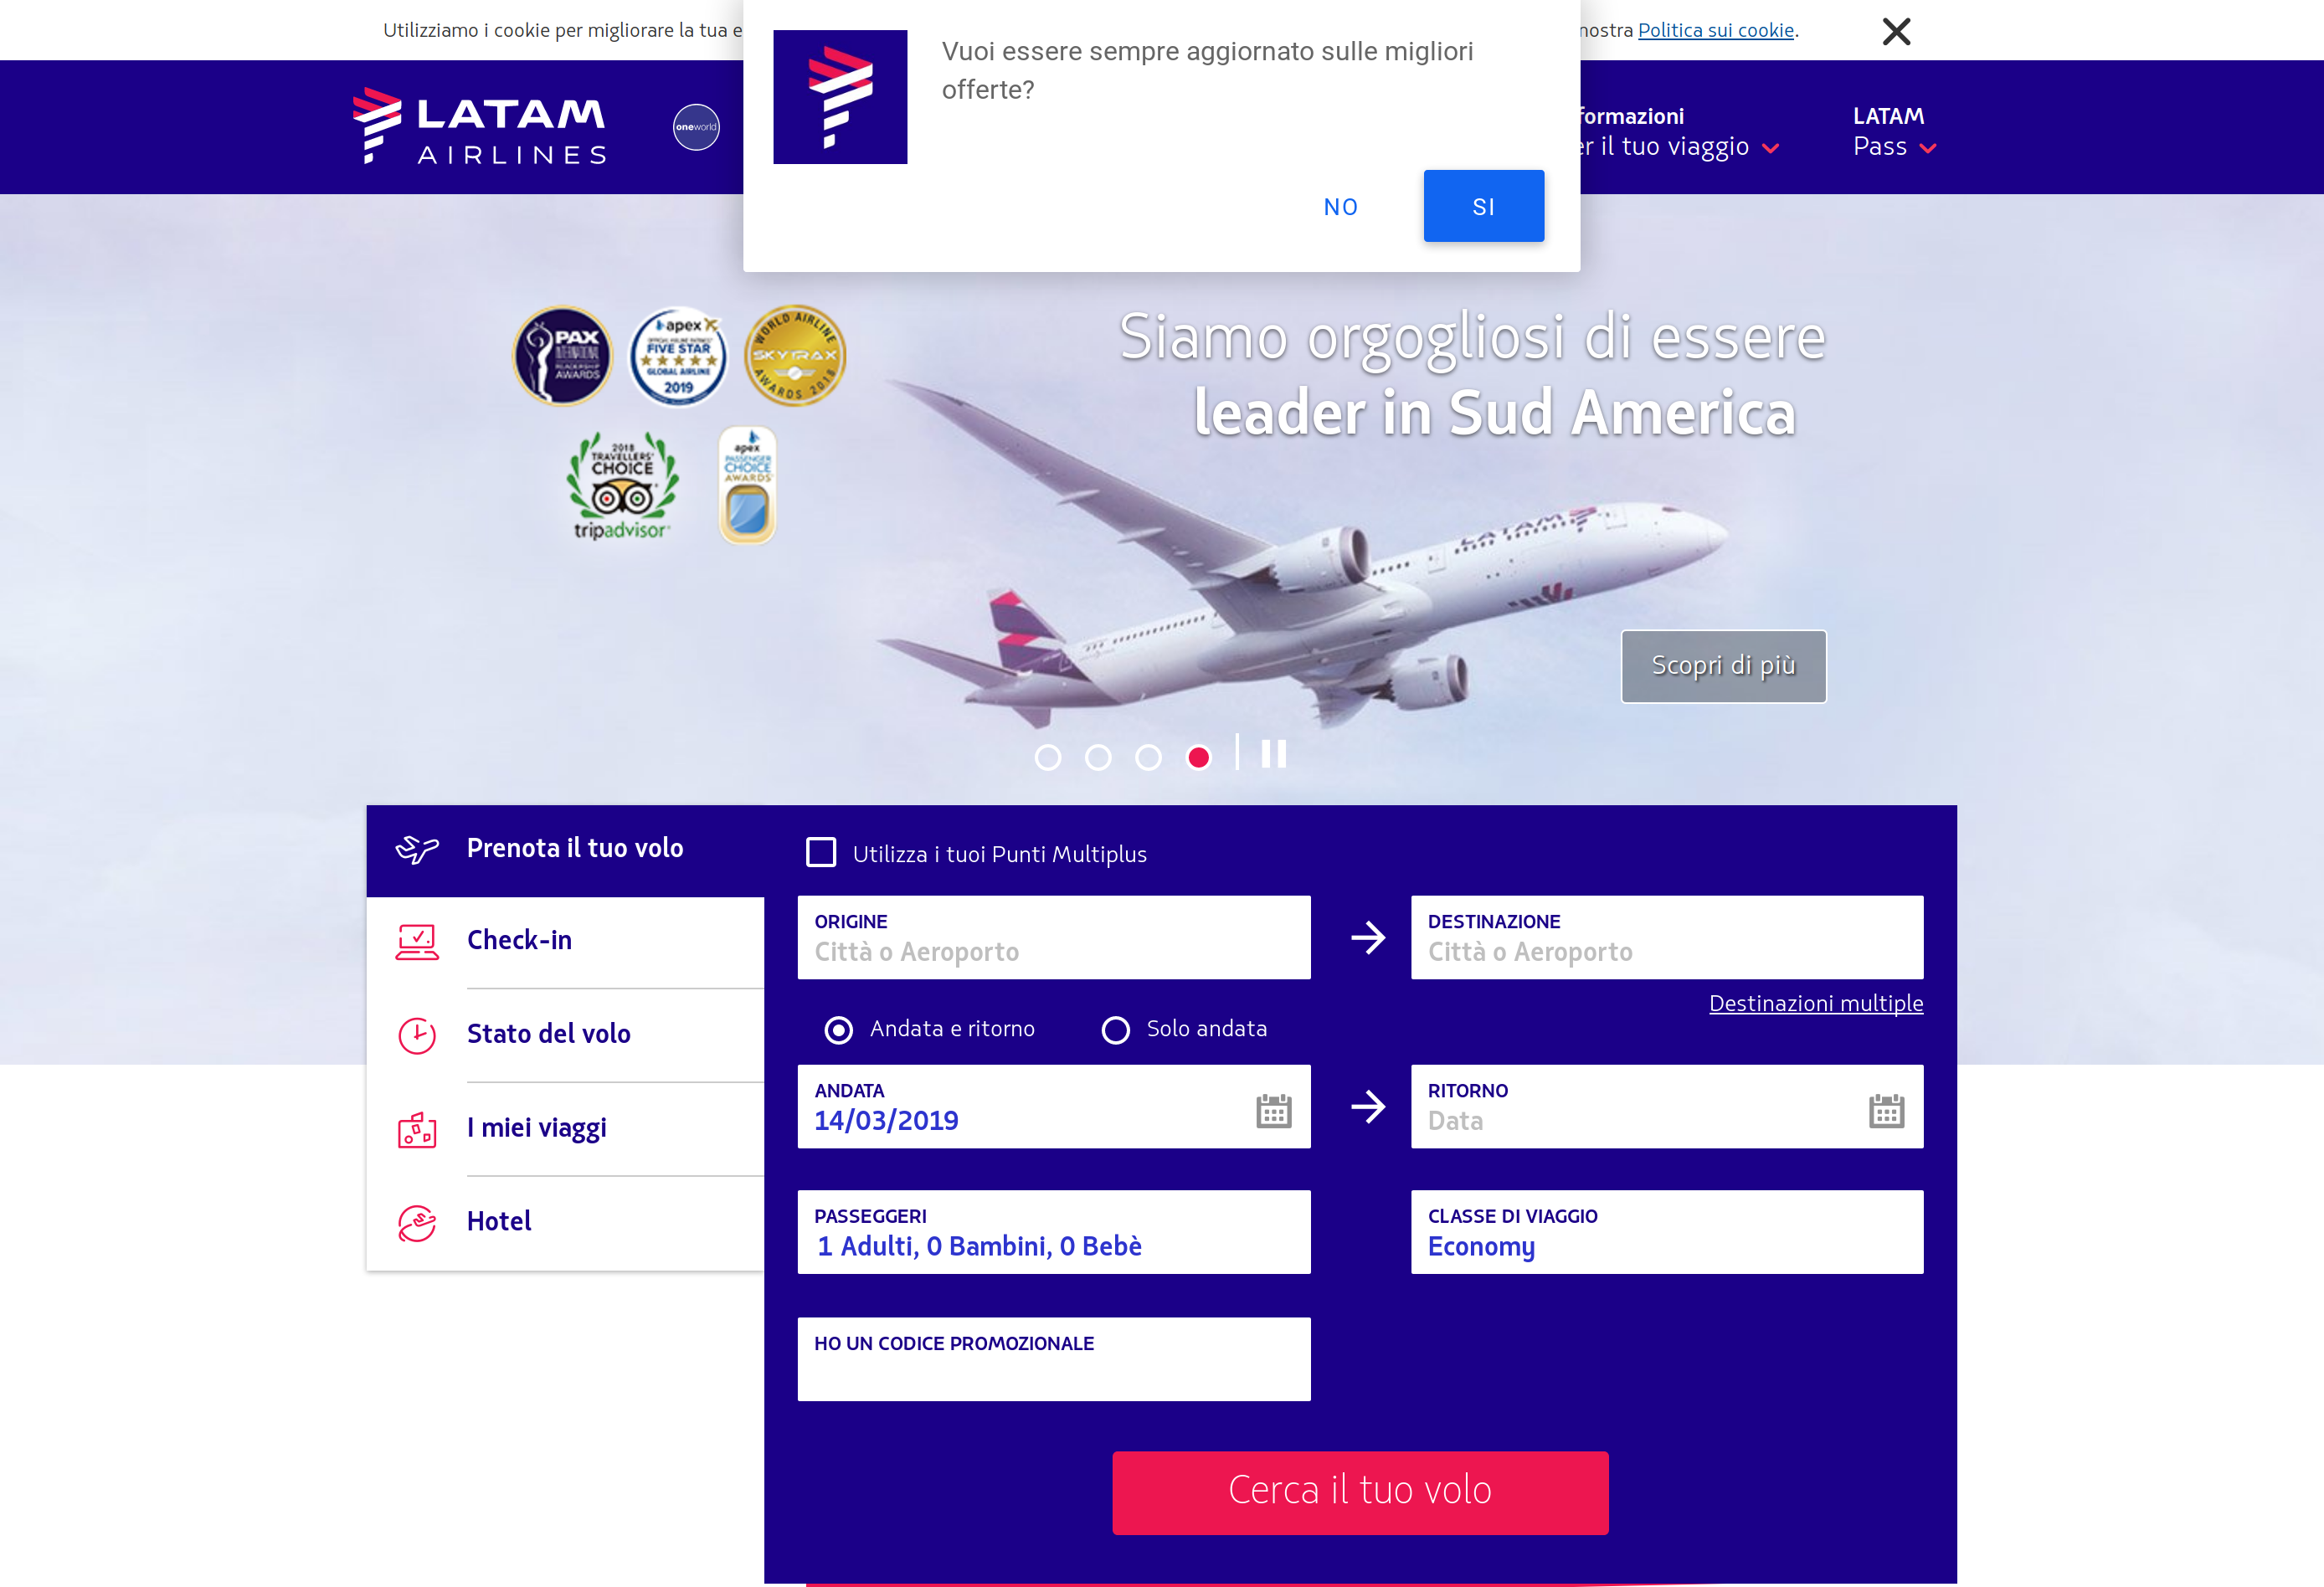 Utilizziamo i cookie per migliorare la tua e
nostra Politica sui cookie.
Vuoi essere sempre aggiornato sulle migliori
offerte?
NO
SI
LATAM
AIRLINES
oneworld
formazioni
er il tuo viaggio
LATAM
Pass
PAX
INTERNATIONAL
READERSHIP
AWARDS
apex
FIVE STAR
GLOBAL AIRLINE
2019
WORLD AIRLINE
SKYTRAX
AWARDS 2018
2018
TRAVELLERS'
CHOICE
tripadvisor
apex
PASSENGER
CHOICE
AWARDS
Siamo orgogliosi di essere
leader in Sud America
LATAM
Scopri di più
Prenota il tuo volo
Check-in
Stato del volo
I miei viaggi
Hotel
Utilizza i tuoi Punti Multiplus
ORIGINE
Città o Aeroporto
DESTINAZIONE
Città o Aeroporto
Destinazioni multiple
Andata e ritorno
Solo andata
ANDATA
14/03/2019
RITORNO
Data
PASSEGGERI
1 Adulti, 0 Bambini, 0 Bebè
CLASSE DI VIAGGIO
Economy
HO UN CODICE PROMOZIONALE
Cerca il tuo volo